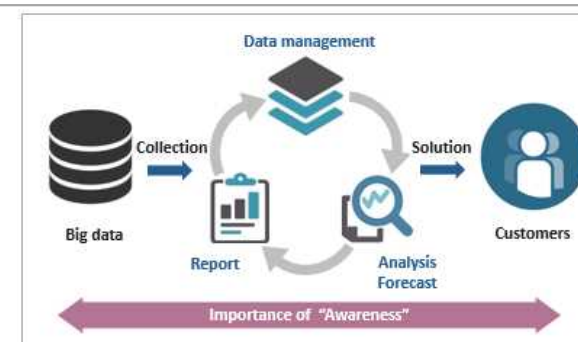 Data management
Collection
Solution
Big data
Customers
Report
Analysis
Forecast
Importance of "Awareness"